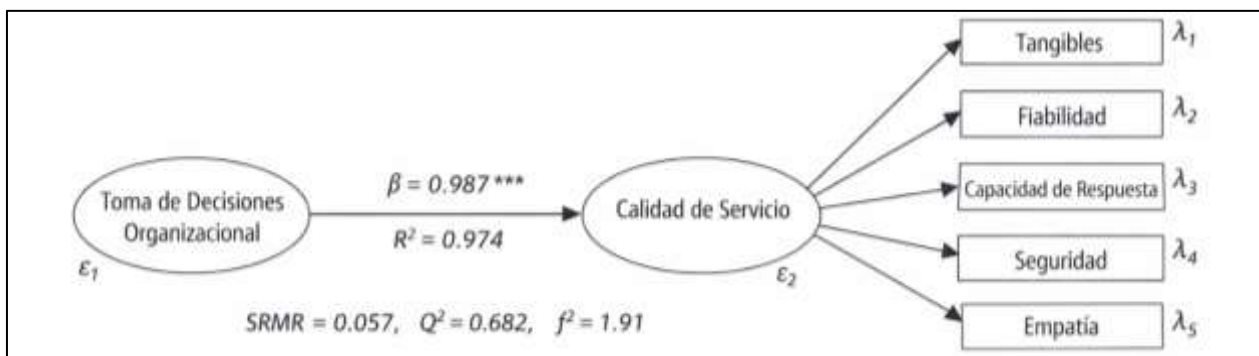 Tangibles λ1
Fiabilidad λ2
Capacidad de Respuesta λ3
Seguridad λ4
Empatía λ5
Toma de Decisiones
Organizacional
ε1
β = 0.987***
R² = 0.974
Calidad de Servicio
ε2
SRMR = 0.057, Q² = 0.682, f² = 1.91